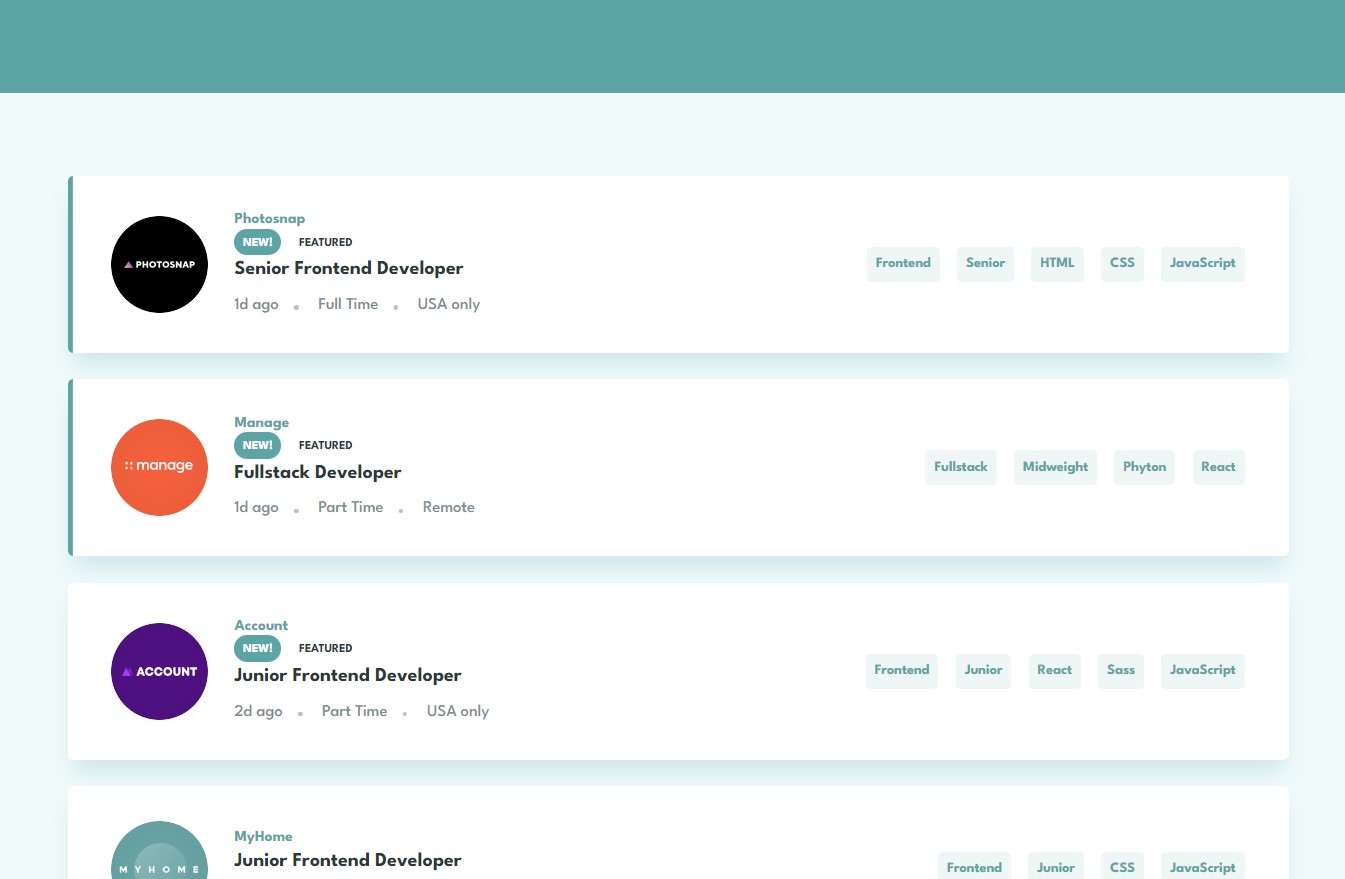 Photosnap
NEW! FEATURED
PHOTOSNAP
Senior Frontend Developer
1d ago Full Time USA only
Frontend Senior HTML CSS JavaScript
Manage
NEW! FEATURED
manage
Fullstack Developer
1d ago Part Time Remote
Fullstack Midweight Phyton React
Account
NEW! FEATURED
ACCOUNT
Junior Frontend Developer
2d ago Part Time USA only
Frontend Junior React Sass JavaScript
MyHome
Junior Frontend Developer
MYHOME
Frontend Junior CSS JavaScript